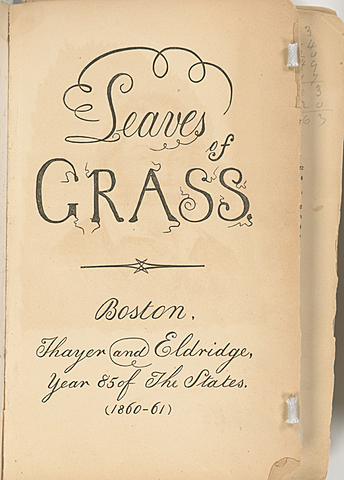 Leaves
of
GRASS.
Boston,
Thayer and Eldridge,
Year 85 of The States.
(1860-61)